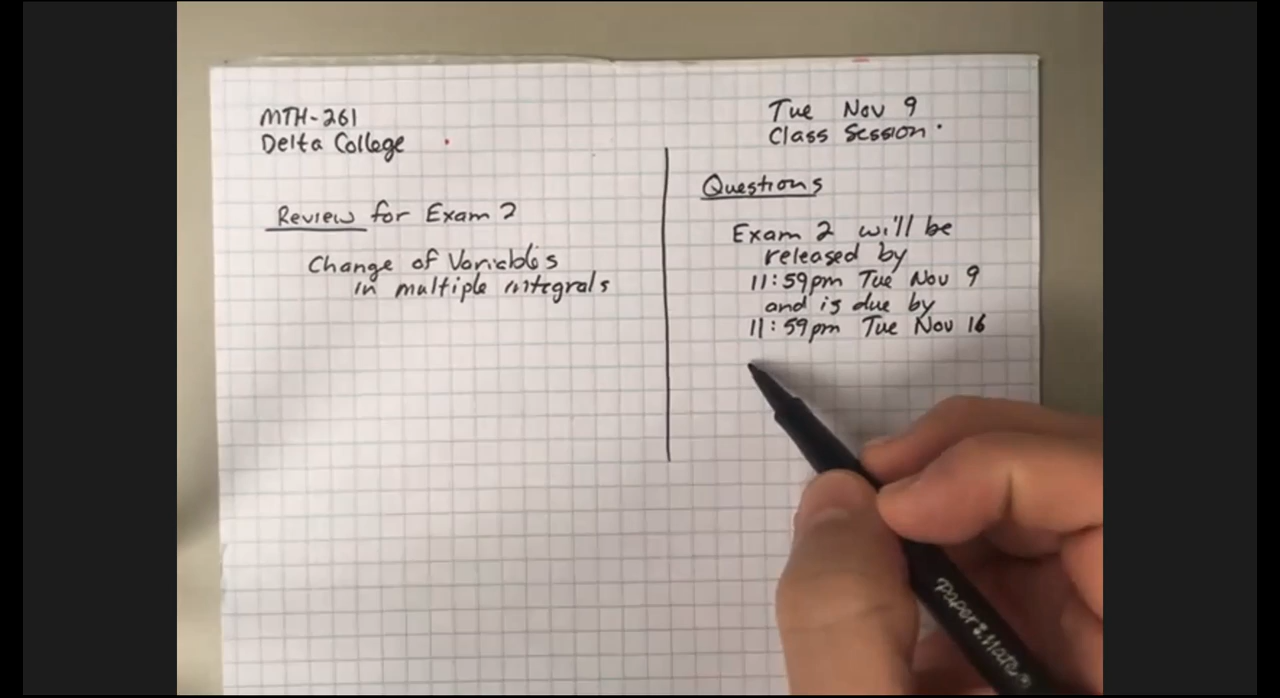 MTH-261
Delta College
Tue Nov 9
Class Session
Review for Exam 2
Change of Variables
in multiple integrals
Questions
Exam 2 will be
released by
11:59pm Tue Nov 9
and is due by
11:59pm Tue Nov 16
Paper:Mate®